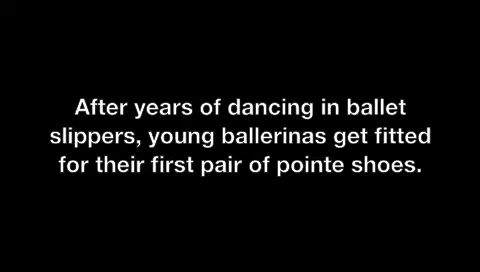 After years of dancing in ballet
slippers, young ballerinas get fitted
for their first pair of pointe shoes.